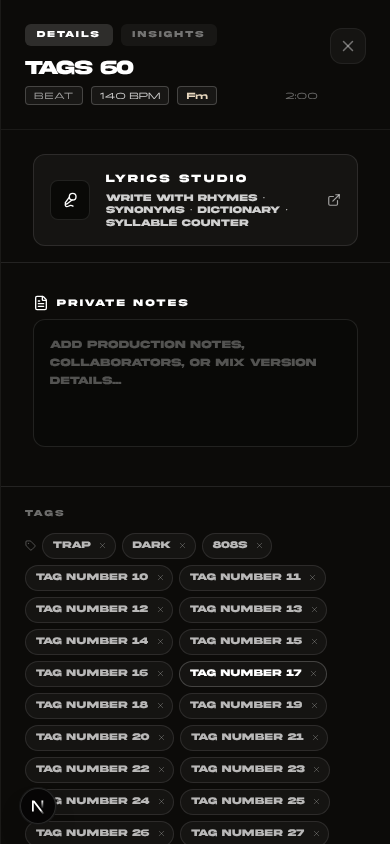 DETAILS INSIGHTS
TAGS 60
BEAT 140 BPM Fm 2:00
LYRICS STUDIO
WRITE WITH RHYMES ·
SYNONYMS · DICTIONARY ·
SYLLABLE COUNTER
PRIVATE NOTES
ADD PRODUCTION NOTES,
COLLABORATORS, OR MIX VERSION
DETAILS...
TAGS
TRAP × DARK × 808S ×
TAG NUMBER 10 × TAG NUMBER 11 ×
TAG NUMBER 12 × TAG NUMBER 13 ×
TAG NUMBER 14 × TAG NUMBER 15 ×
TAG NUMBER 16 × TAG NUMBER 17 ×
TAG NUMBER 18 × TAG NUMBER 19 ×
TAG NUMBER 20 × TAG NUMBER 21 ×
TAG NUMBER 22 × TAG NUMBER 23 ×
N NUMBER 24 × TAG NUMBER 25 ×
TAG NUMBER 26 × TAG NUMBER 27 ×